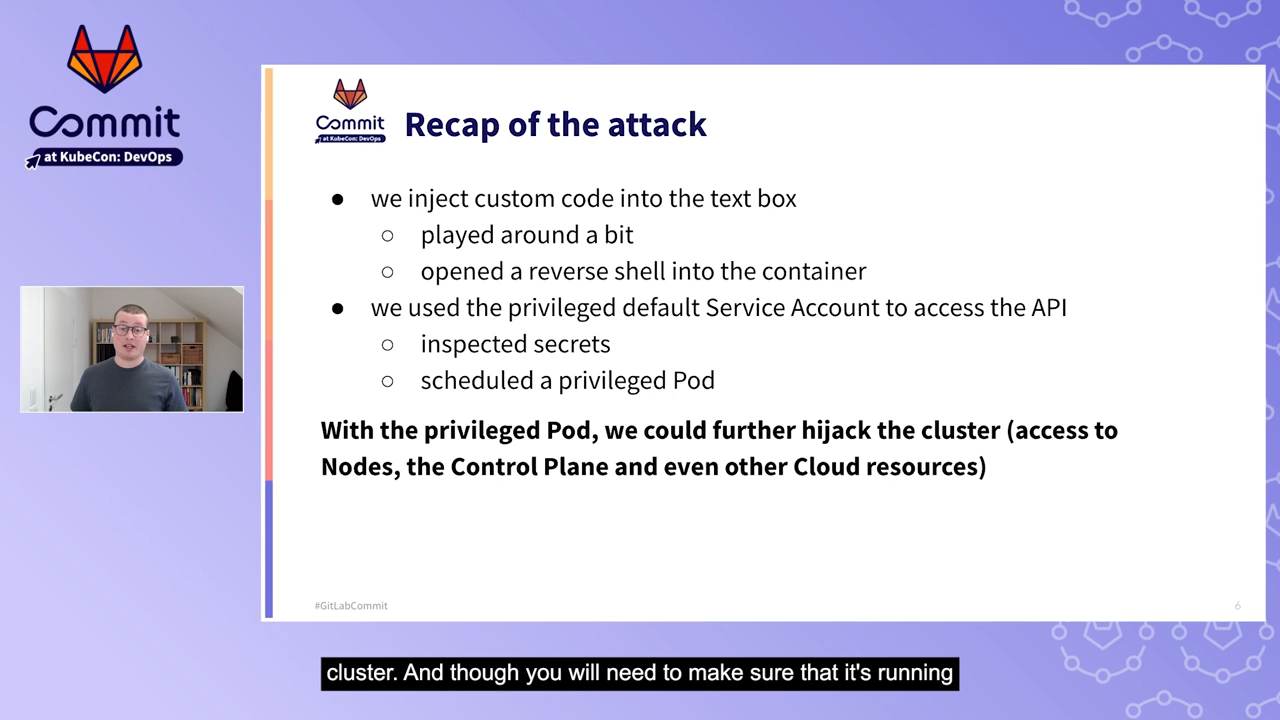 Commit
at KubeCon: DevOps
Commit
at KubeCon: DevOps
Recap of the attack
● we inject custom code into the text box
○ played around a bit
○ opened a reverse shell into the container
● we used the privileged default Service Account to access the API
○ inspected secrets
○ scheduled a privileged Pod
With the privileged Pod, we could further hijack the cluster (access to
Nodes, the Control Plane and even other Cloud resources)
#GitLabCommit
6
cluster. And though you will need to make sure that it's running